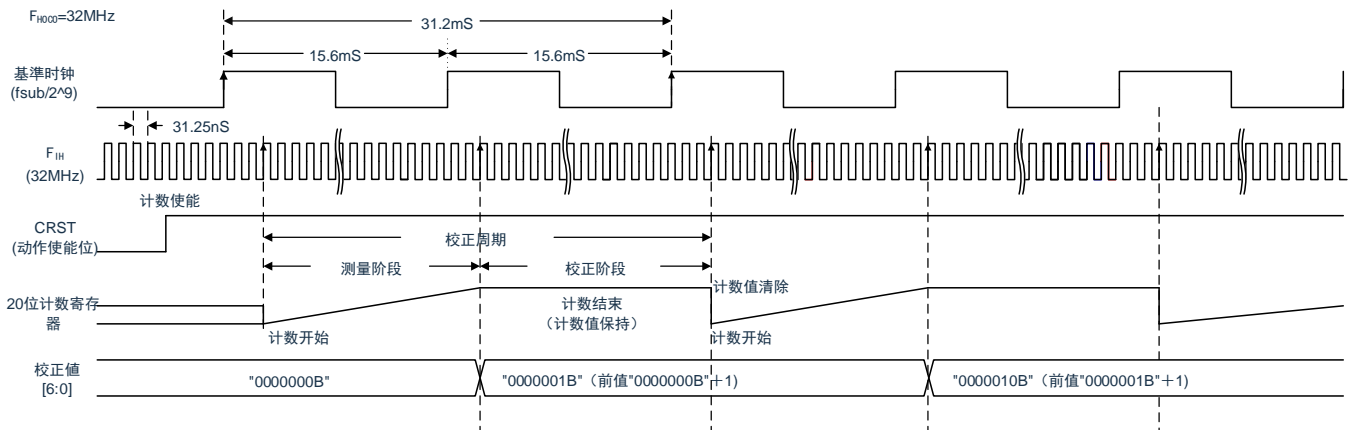 FHOCO=32MHz
31.2mS
15.6mS
15.6mS
基準时钟
(fsub/2^9)
31.25nS
FIH
(32MHz)
计数使能
CRST
(动作使能位)
校正周期
测量阶段
校正阶段
计数值清除
20位计数寄存
器
计数结束
（计数值保持）
计数开始
计数开始
校正値
[6:0]
"0000000B"
"0000001B"（前值"0000000B"＋1)
"0000010B"（前值"0000001B"＋1)